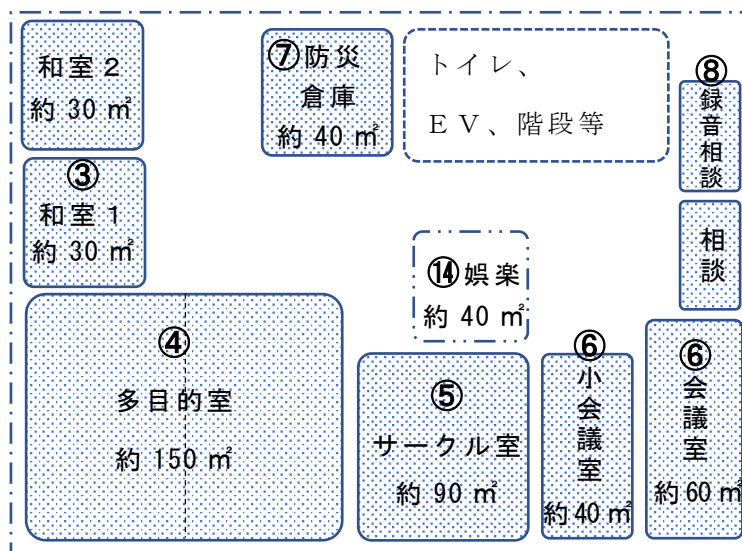 和室２
約 30 ㎡
③
和室１
約 30 ㎡
⑦防災
倉庫
約 40 ㎡
トイレ、
ＥＶ、階段等
⑧
録音相談
相談
⑭娯楽
約 40 ㎡
④
多目的室
約 150 ㎡
⑤
サークル室
約 90 ㎡
⑥
小会議室
約 40 ㎡
⑥
会議室
約 60 ㎡